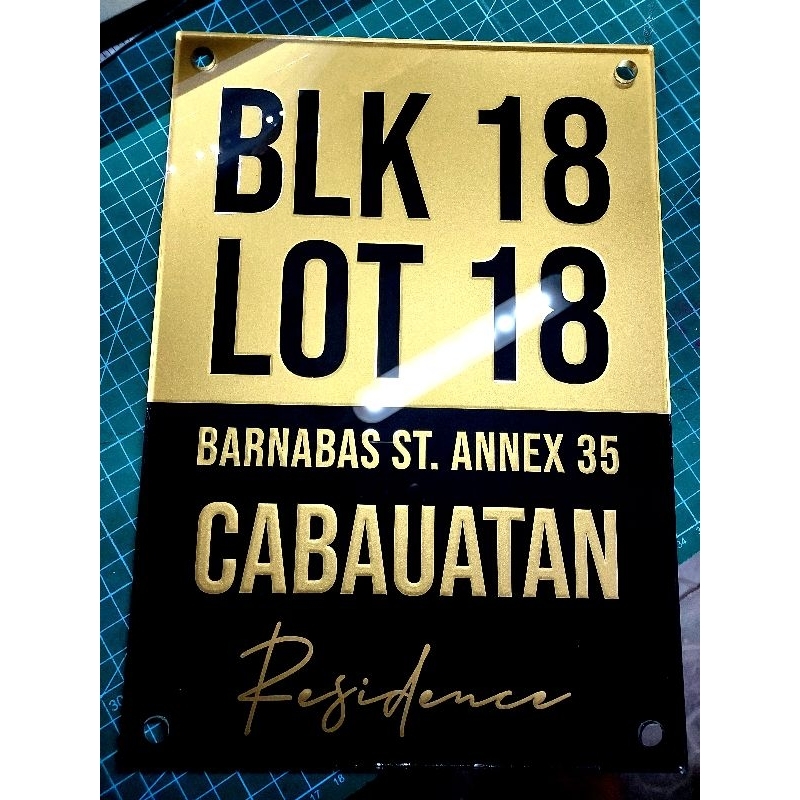 BLK 18
LOT 18
BARNABAS ST. ANNEX 35
CABAUATAN
Residence